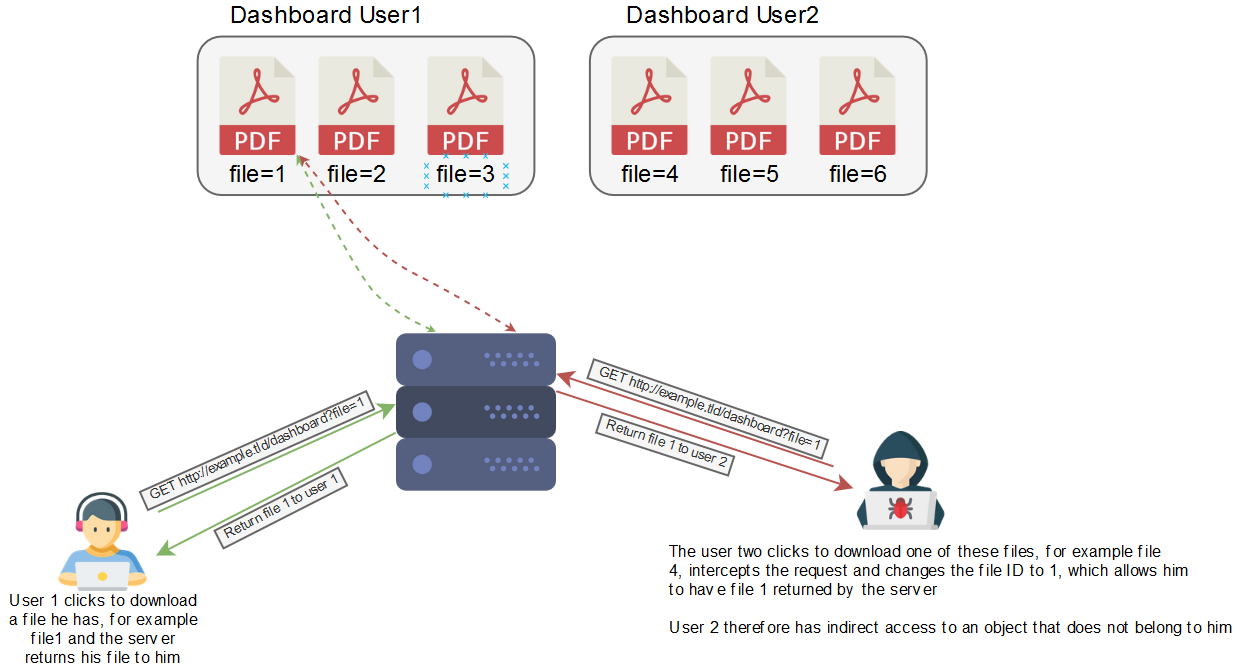 Dashboard User1
Dashboard User2
PDF
PDF
PDF
PDF
PDF
PDF
file=1
file=2
file=3
file=4
file=5
file=6
GET http://example.tld/dashboard?file=1
Return file 1 to user 1
GET http://example.tld/dashboard?file=1
Return file 1 to user 2
User 1 clicks to download
a file he has, for example
file1 and the server
returns his file to him
The user two clicks to download one of these files, for example file
4, intercepts the request and changes the file ID to 1, which allows him
to have file 1 returned by the server
User 2 therefore has indirect access to an object that does not belong to him